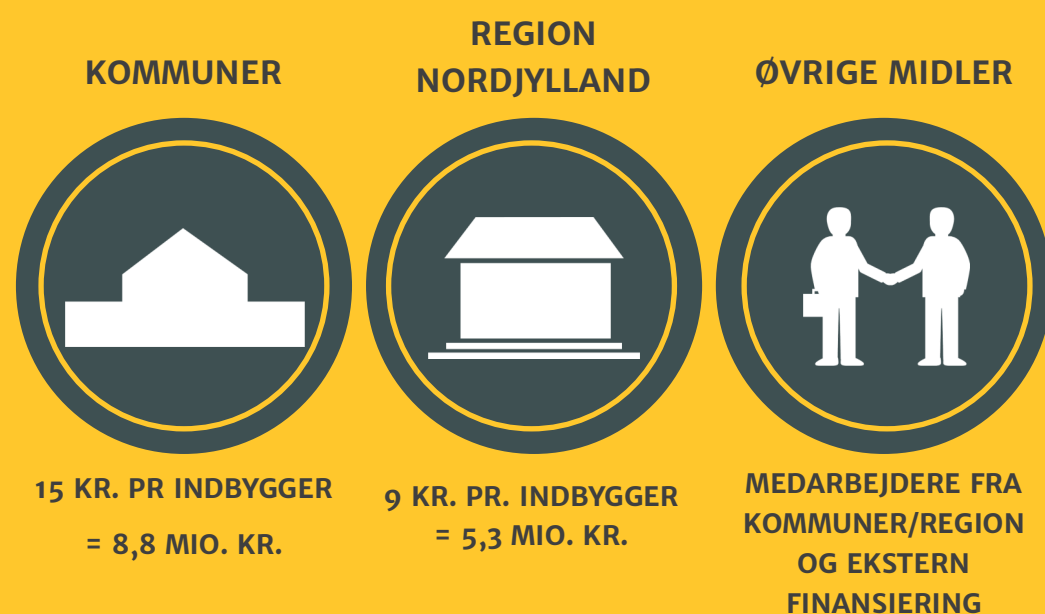 KOMMUNER
15 KR. PR INDBYGGER
= 8,8 MIO. KR.
REGION
NORDJYLLAND
9 KR. PR. INDBYGGER
= 5,3 MIO. KR.
ØVRIGE MIDLER
MEDARBEJDERE FRA
KOMMUNER/REGION
OG EKSTERN
FINANSIERING